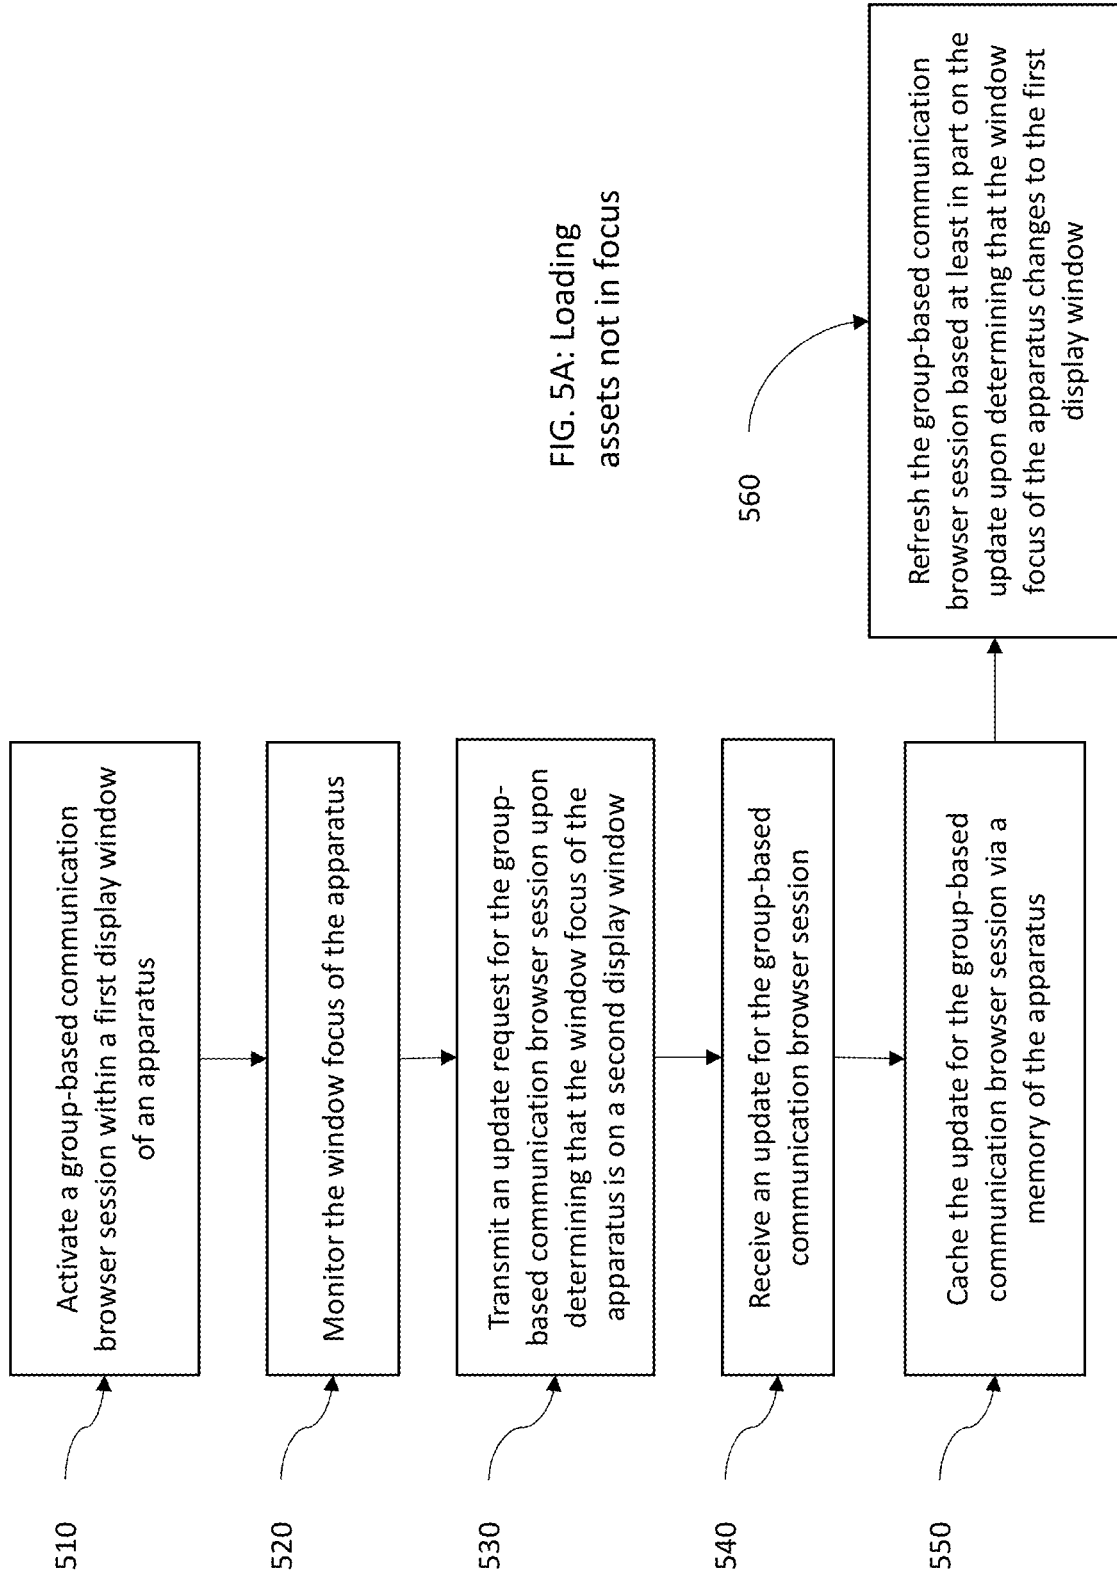 510
Activate a group-based communication
browser session within a first display window
of an apparatus
520
Monitor the window focus of the apparatus
530
Transmit an update request for the group-
based communication browser session upon
determining that the window focus of the
apparatus is on a second display window
540
Receive an update for the group-based
communication browser session
550
Cache the update for the group-based
communication browser session via a
memory of the apparatus
560
Refresh the group-based communication
browser session based at least in part on the
update upon determining that the window
focus of the apparatus changes to the first
display window
FIG. 5A: Loading
assets not in focus